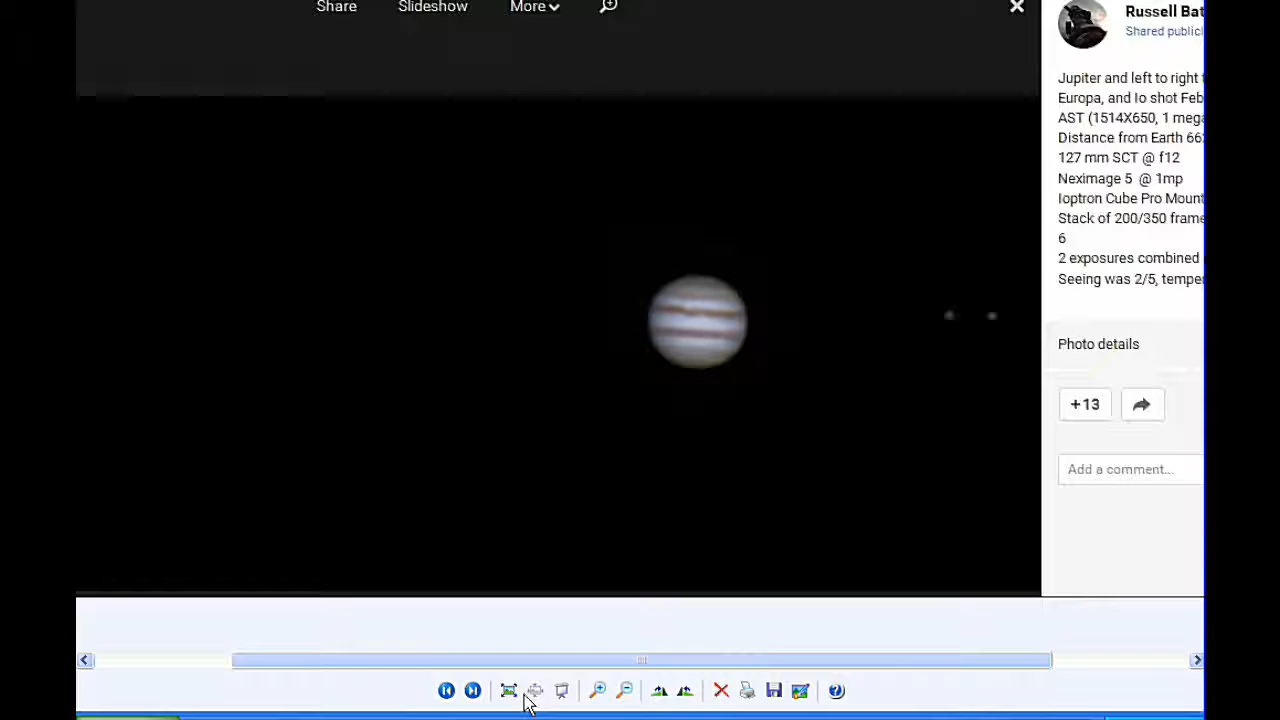 Share Slideshow More
Russell Bat
Shared publicl
Jupiter and left to right
Europa, and Io shot Feb
AST (1514X650, 1 mega
Distance from Earth 66
127 mm SCT @ f12
Neximage 5 @ 1mp
Ioptron Cube Pro Mount
Stack of 200/350 frame
6
2 exposures combined
Seeing was 2/5, temper
Photo details
+13
Add a comment...